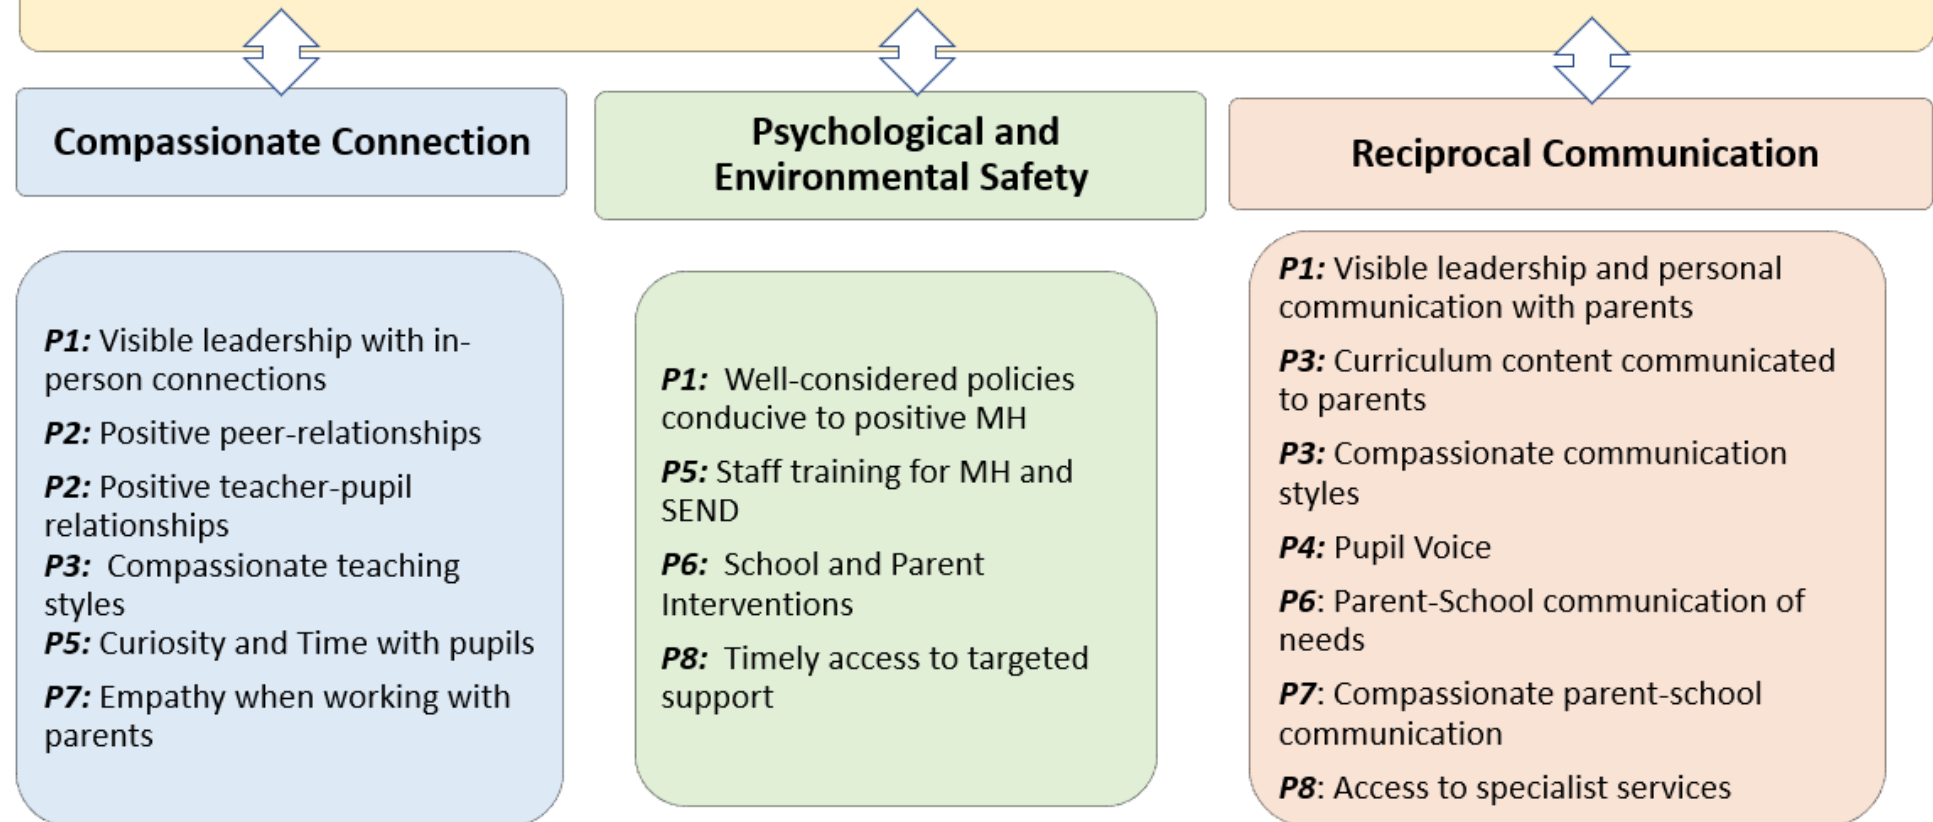 Compassionate Connection
Psychological and
Environmental Safety
Reciprocal Communication
P1: Visible leadership with in-
person connections
P2: Positive peer-relationships
P2: Positive teacher-pupil
relationships
P3: Compassionate teaching
styles
P5: Curiosity and Time with pupils
P7: Empathy when working with
parents
P1: Well-considered policies
conducive to positive MH
P5: Staff training for MH and
SEND
P6: School and Parent
Interventions
P8: Timely access to targeted
support
P1: Visible leadership and personal
communication with parents
P3: Curriculum content communicated
to parents
P3: Compassionate communication
styles
P4: Pupil Voice
P6: Parent-School communication of
needs
P7: Compassionate parent-school
communication
P8: Access to specialist services